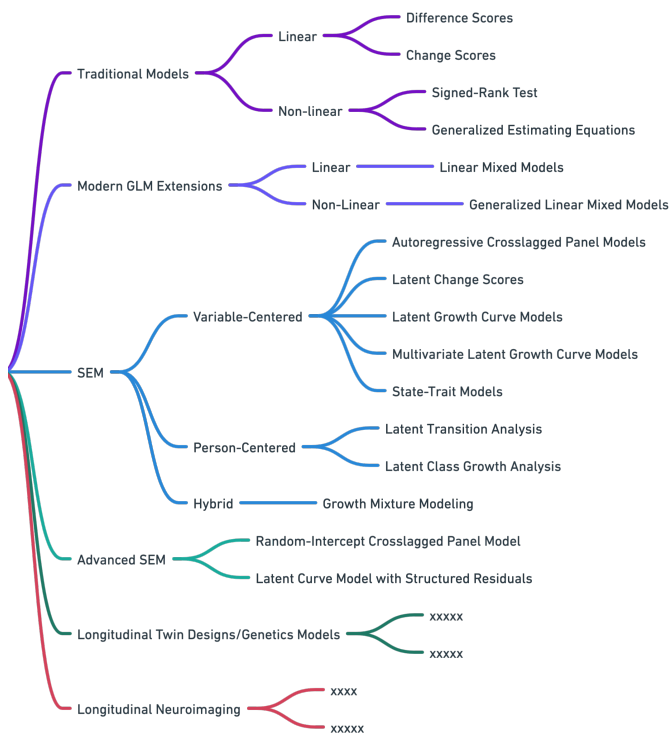 Traditional Models
Linear
Difference Scores
Change Scores
Non-linear
Signed-Rank Test
Generalized Estimating Equations
Modern GLM Extensions
Linear
Linear Mixed Models
Non-Linear
Generalized Linear Mixed Models
SEM
Variable-Centered
Autoregressive Crosslagged Panel Models
Latent Change Scores
Latent Growth Curve Models
Multivariate Latent Growth Curve Models
State-Trait Models
Person-Centered
Latent Transition Analysis
Latent Class Growth Analysis
Hybrid
Growth Mixture Modeling
Advanced SEM
Random-Intercept Crosslagged Panel Model
Latent Curve Model with Structured Residuals
Longitudinal Twin Designs/Genetics Models
xxxxx
xxxxx
Longitudinal Neuroimaging
xxxx
xxxxx